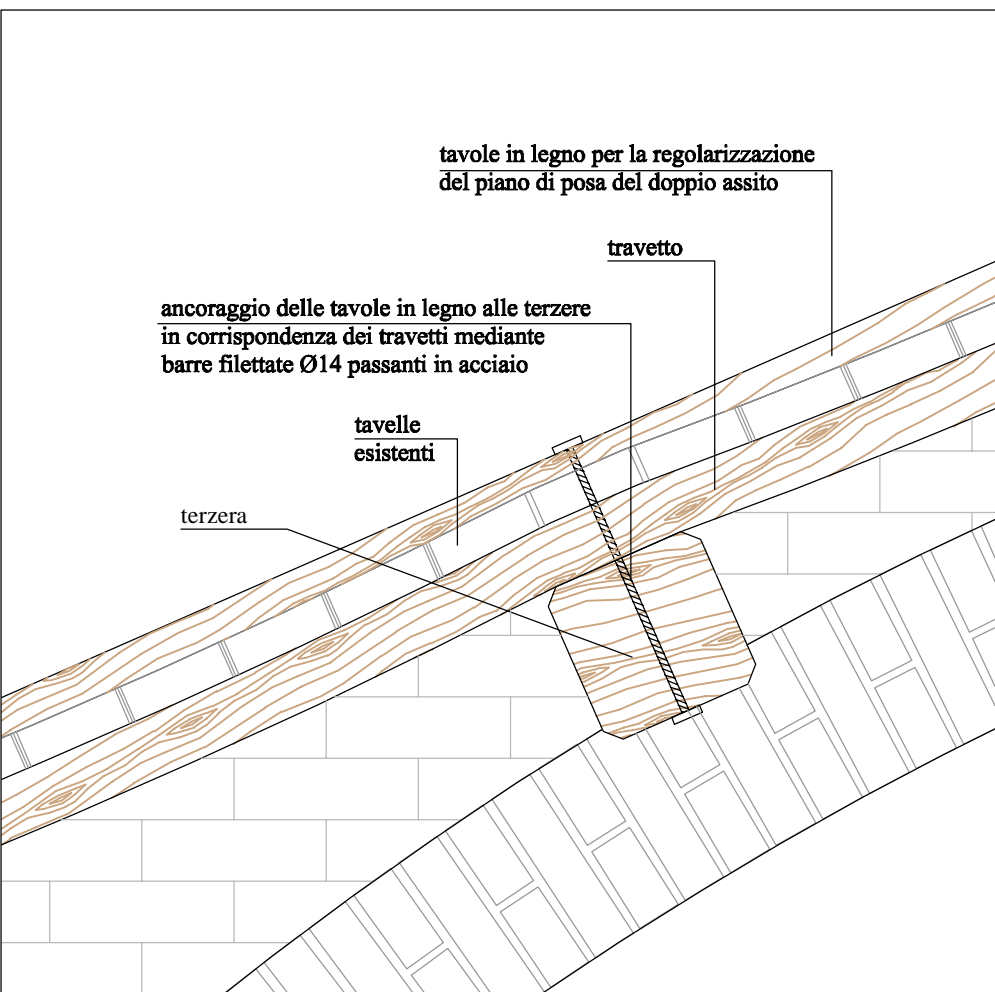 tavole in legno per la regolarizzazione
del piano di posa del doppio assito
travetto
ancoraggio delle tavole in legno alle terzere
in corrispondenza dei travetti mediante
barre filettate Ø14 passanti in acciaio
tavelle
esistenti
terzera